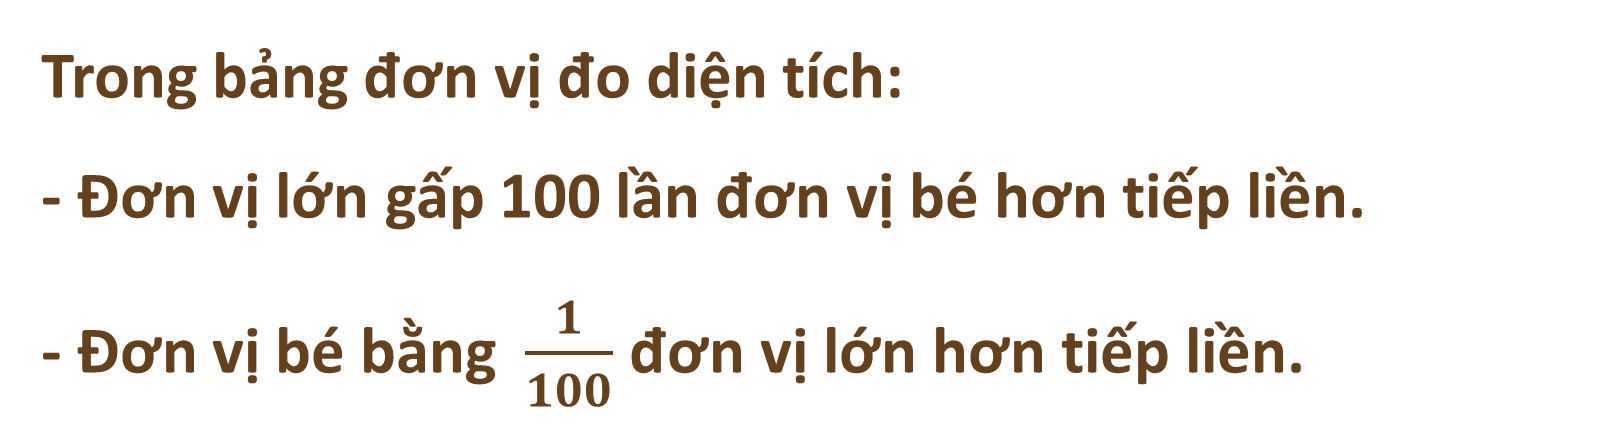 Trong bảng đơn vị đo diện tích:
- Đơn vị lớn gấp 100 lần đơn vị bé hơn tiếp liền.
- Đơn vị bé bằng 1/100 đơn vị lớn hơn tiếp liền.